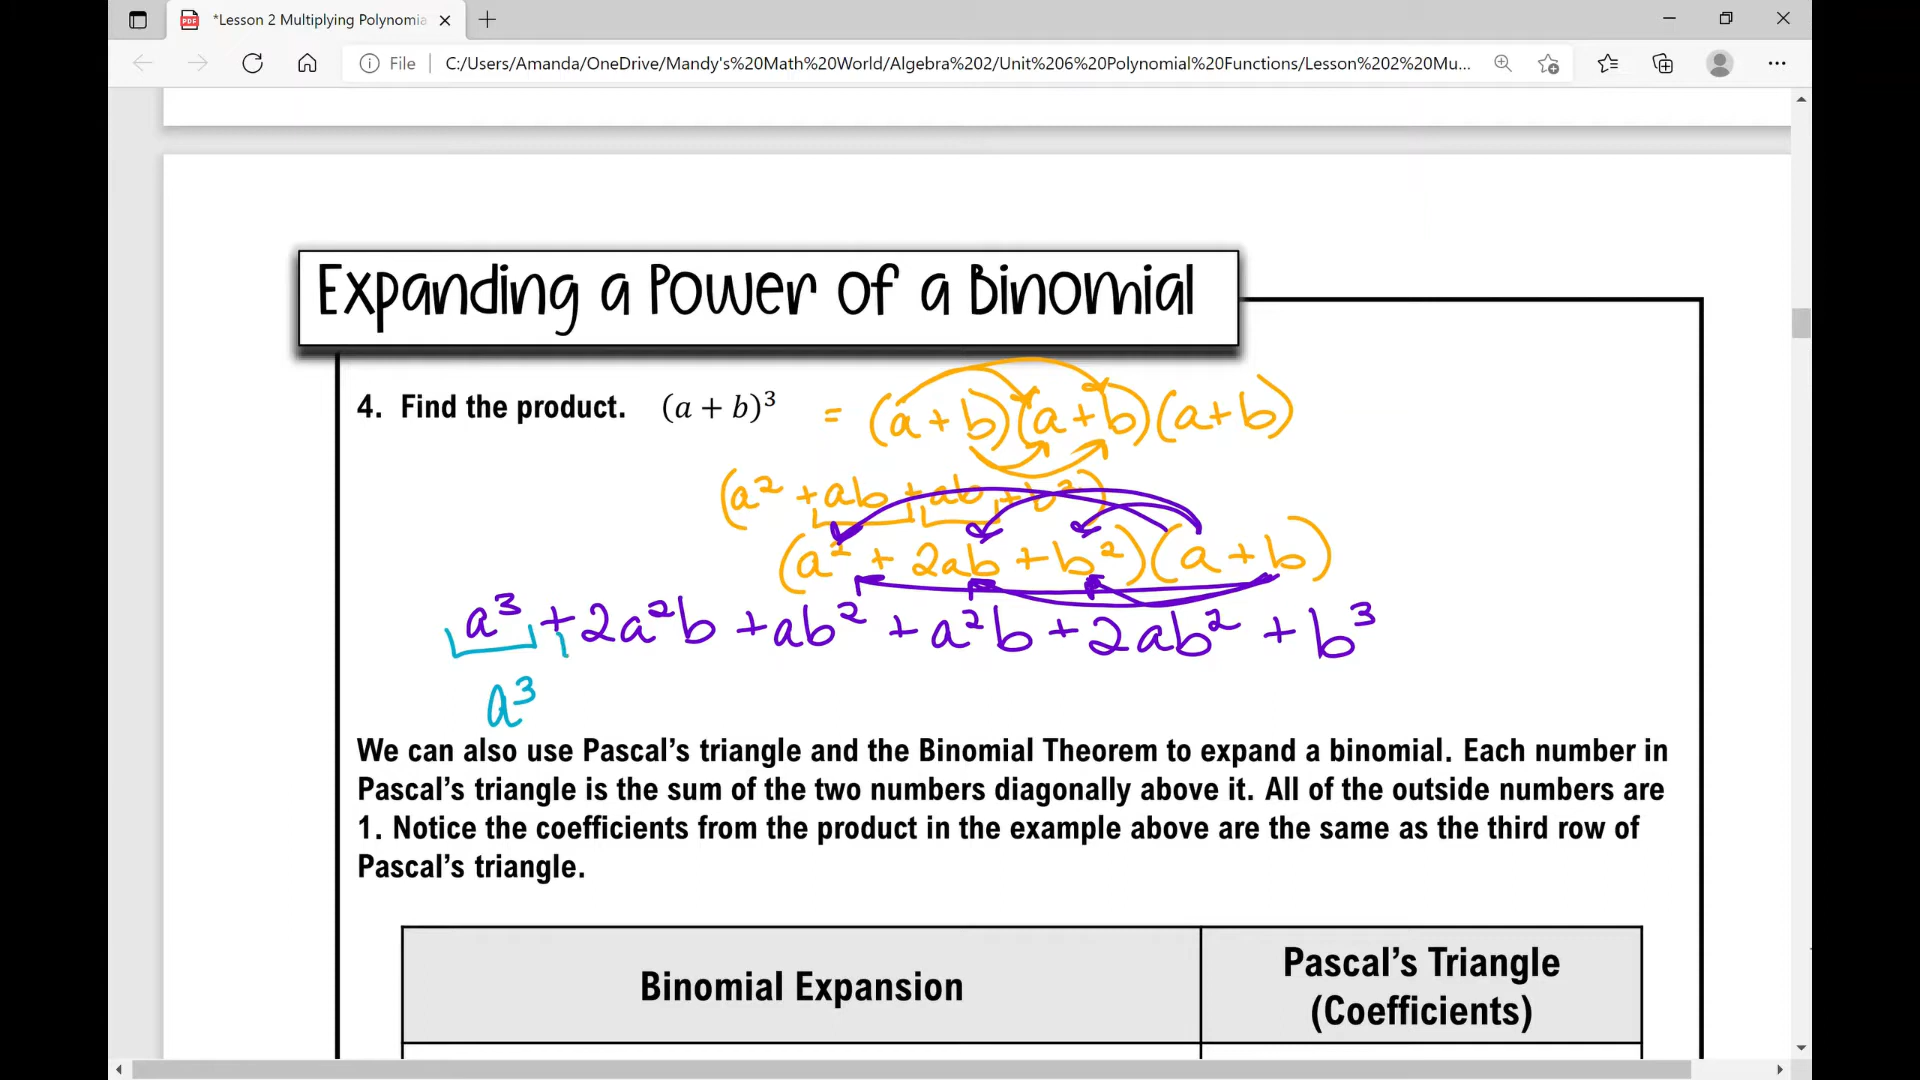 *Lesson 2 Multiplying Polynomia
File C:/Users/Amanda/OneDrive/Mandy's%20Math%20World/Algebra%202/Unit%206%20Polynomial%20Functions/Lesson%202%20Mu...
Expanding a Power of a Binomial
4. Find the product. (a + b)³ = (a+b)(a+b)(a+b)
(a² +ab +ab +b²)
(a² + 2ab + b²)(a+b)
a³ +2a²b +ab² +a²b +2ab² +b³
a³
We can also use Pascal's triangle and the Binomial Theorem to expand a binomial. Each number in
Pascal's triangle is the sum of the two numbers diagonally above it. All of the outside numbers are
1. Notice the coefficients from the product in the example above are the same as the third row of
Pascal's triangle.
Binomial Expansion
Pascal's Triangle
(Coefficients)